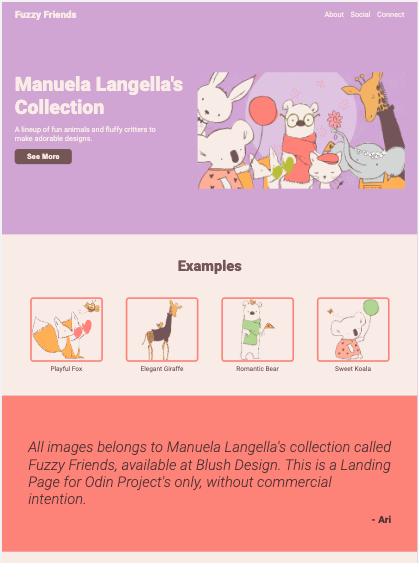 Fuzzy Friends
About Social Connect
Manuela Langella's
Collection
A lineup of fun animals and fluffy critters to
make adorable designs.
See More
Examples
Playful Fox
Elegant Giraffe
Romantic Bear
Sweet Koala
All images belongs to Manuela Langella's collection called
Fuzzy Friends, available at Blush Design. This is a Landing
Page for Odin Project's only, without commercial
intention.
- Ari